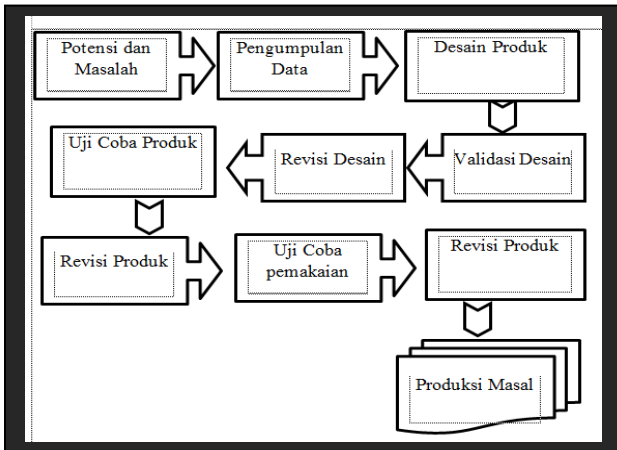 Potensi dan
Masalah
Pengumpulan
Data
Desain Produk
Validasi Desain
Revisi Desain
Uji Coba Produk
Revisi Produk
Uji Coba
pemakaian
Revisi Produk
Produksi Masal